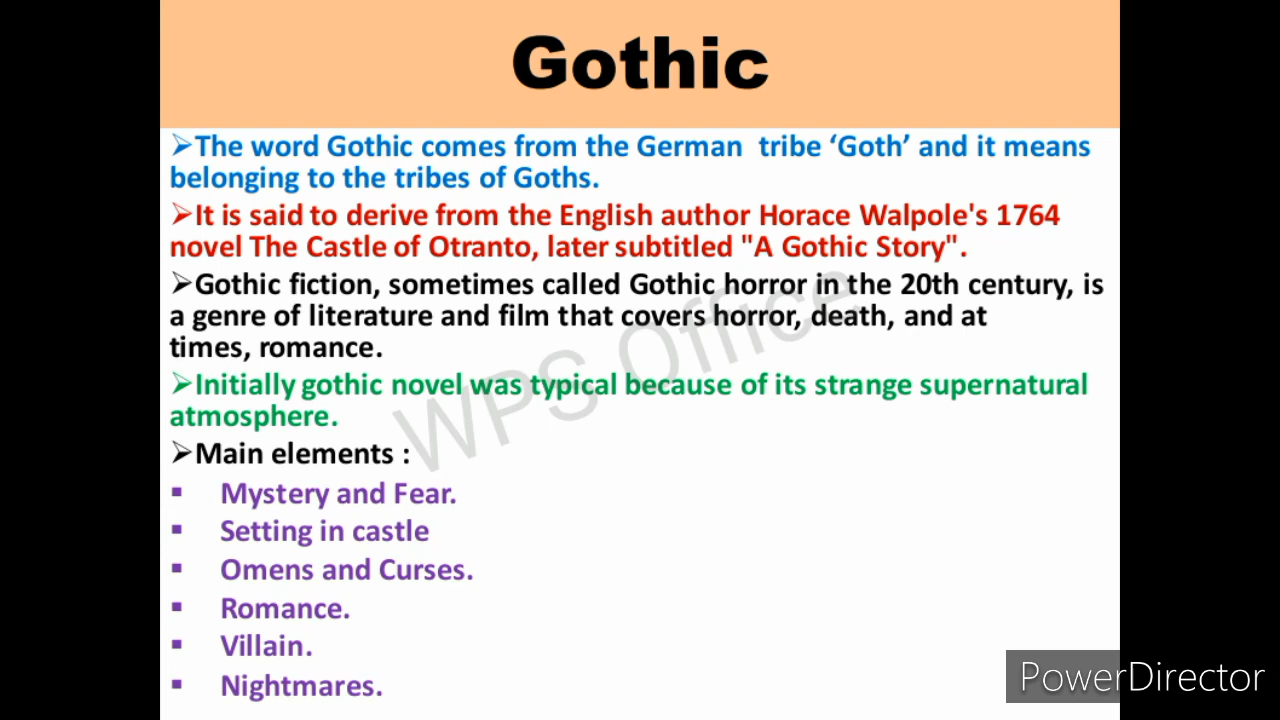 Gothic
➢The word Gothic comes from the German tribe ‘Goth’ and it means
belonging to the tribes of Goths.
➢It is said to derive from the English author Horace Walpole's 1764
novel The Castle of Otranto, later subtitled "A Gothic Story".
➢Gothic fiction, sometimes called Gothic horror in the 20th century, is
a genre of literature and film that covers horror, death, and at
times, romance.
➢Initially gothic novel was typical because of its strange supernatural
atmosphere.
➢Main elements :
▪ Mystery and Fear.
▪ Setting in castle
▪ Omens and Curses.
▪ Romance.
▪ Villain.
▪ Nightmares.
WPS Office
PowerDirector